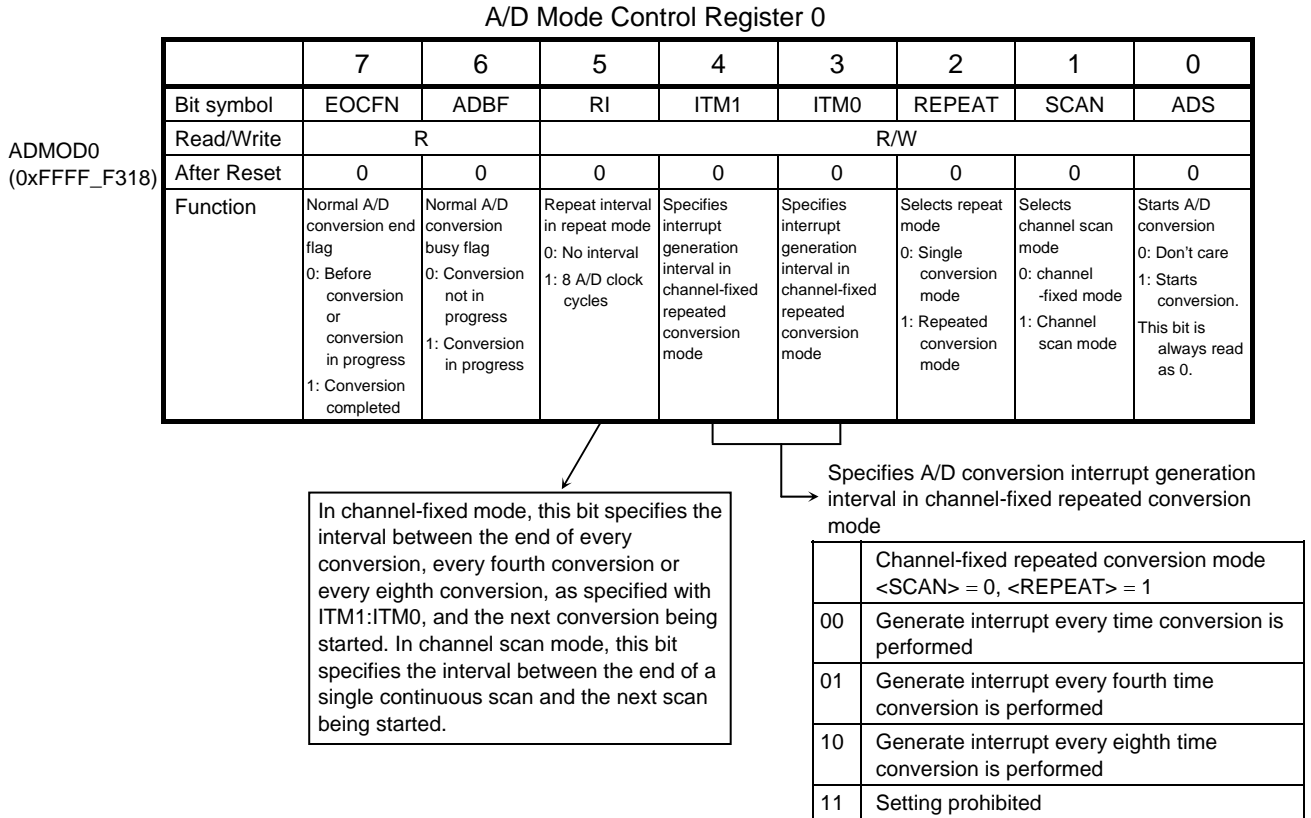 A/D Mode Control Register 0
7 6 5 4 3 2 1 0
Bit symbol EOCFN ADBF RI ITM1 ITM0 REPEAT SCAN ADS
ADMOD0
(0xFFFF_F318)
Read/Write R R/W
After Reset 0 0 0 0 0 0 0 0
Function
Normal A/D
conversion end
flag
0: Before
conversion
or
conversion
in progress
1: Conversion
completed
Normal A/D
conversion
busy flag
0: Conversion
not in
progress
1: Conversion
in progress
Repeat interval
in repeat mode
0: No interval
1: 8 A/D clock
cycles
Specifies
interrupt
generation
interval in
channel-fixed
repeated
conversion
mode
Specifies
interrupt
generation
interval in
channel-fixed
repeated
conversion
mode
Selects repeat
mode
0: Single
conversion
mode
1: Repeated
conversion
mode
Selects
channel scan
mode
0: channel
-fixed mode
1: Channel
scan mode
Starts A/D
conversion
0: Don't care
1: Starts
conversion.
This bit is
always read
as 0.
In channel-fixed mode, this bit specifies the
interval between the end of every
conversion, every fourth conversion or
every eighth conversion, as specified with
ITM1:ITM0, and the next conversion being
started. In channel scan mode, this bit
specifies the interval between the end of a
single continuous scan and the next scan
being started.
Specifies A/D conversion interrupt generation
interval in channel-fixed repeated conversion
mode
Channel-fixed repeated conversion mode
<SCAN> = 0, <REPEAT> = 1
00 Generate interrupt every time conversion is
performed
01 Generate interrupt every fourth time
conversion is performed
10 Generate interrupt every eighth time
conversion is performed
11 Setting prohibited